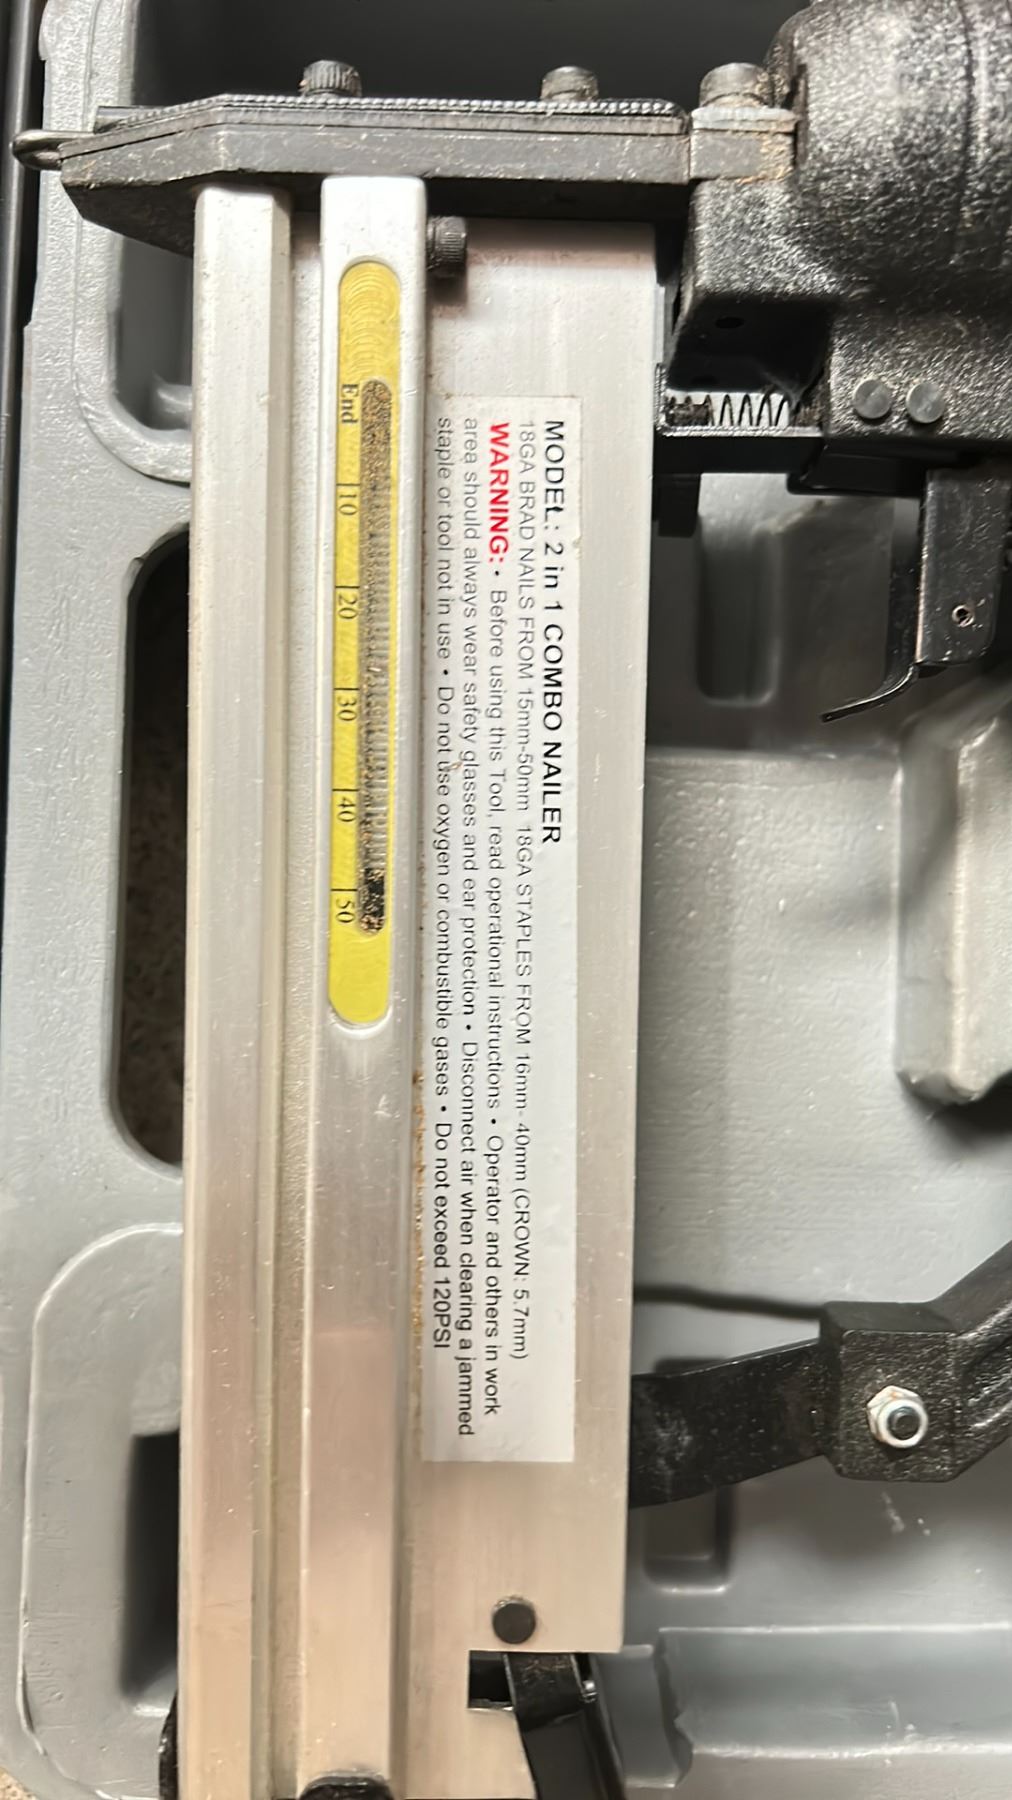 MODEL: 2 in 1 COMBO NAILER
18GA BRAD NAILS FROM 15mm-50mm 18GA STAPLES FROM 16mm- 40mm (CROWN: 5.7mm)
WARNING: • Before using this Tool, read operational instructions • Operator and others in work
area should always wear safety glasses and ear protection • Disconnect air when clearing a jammed
staple or tool not in use • Do not use oxygen or combustible gases • Do not exceed 120PSI
End |10 |20 |30 |40 |50